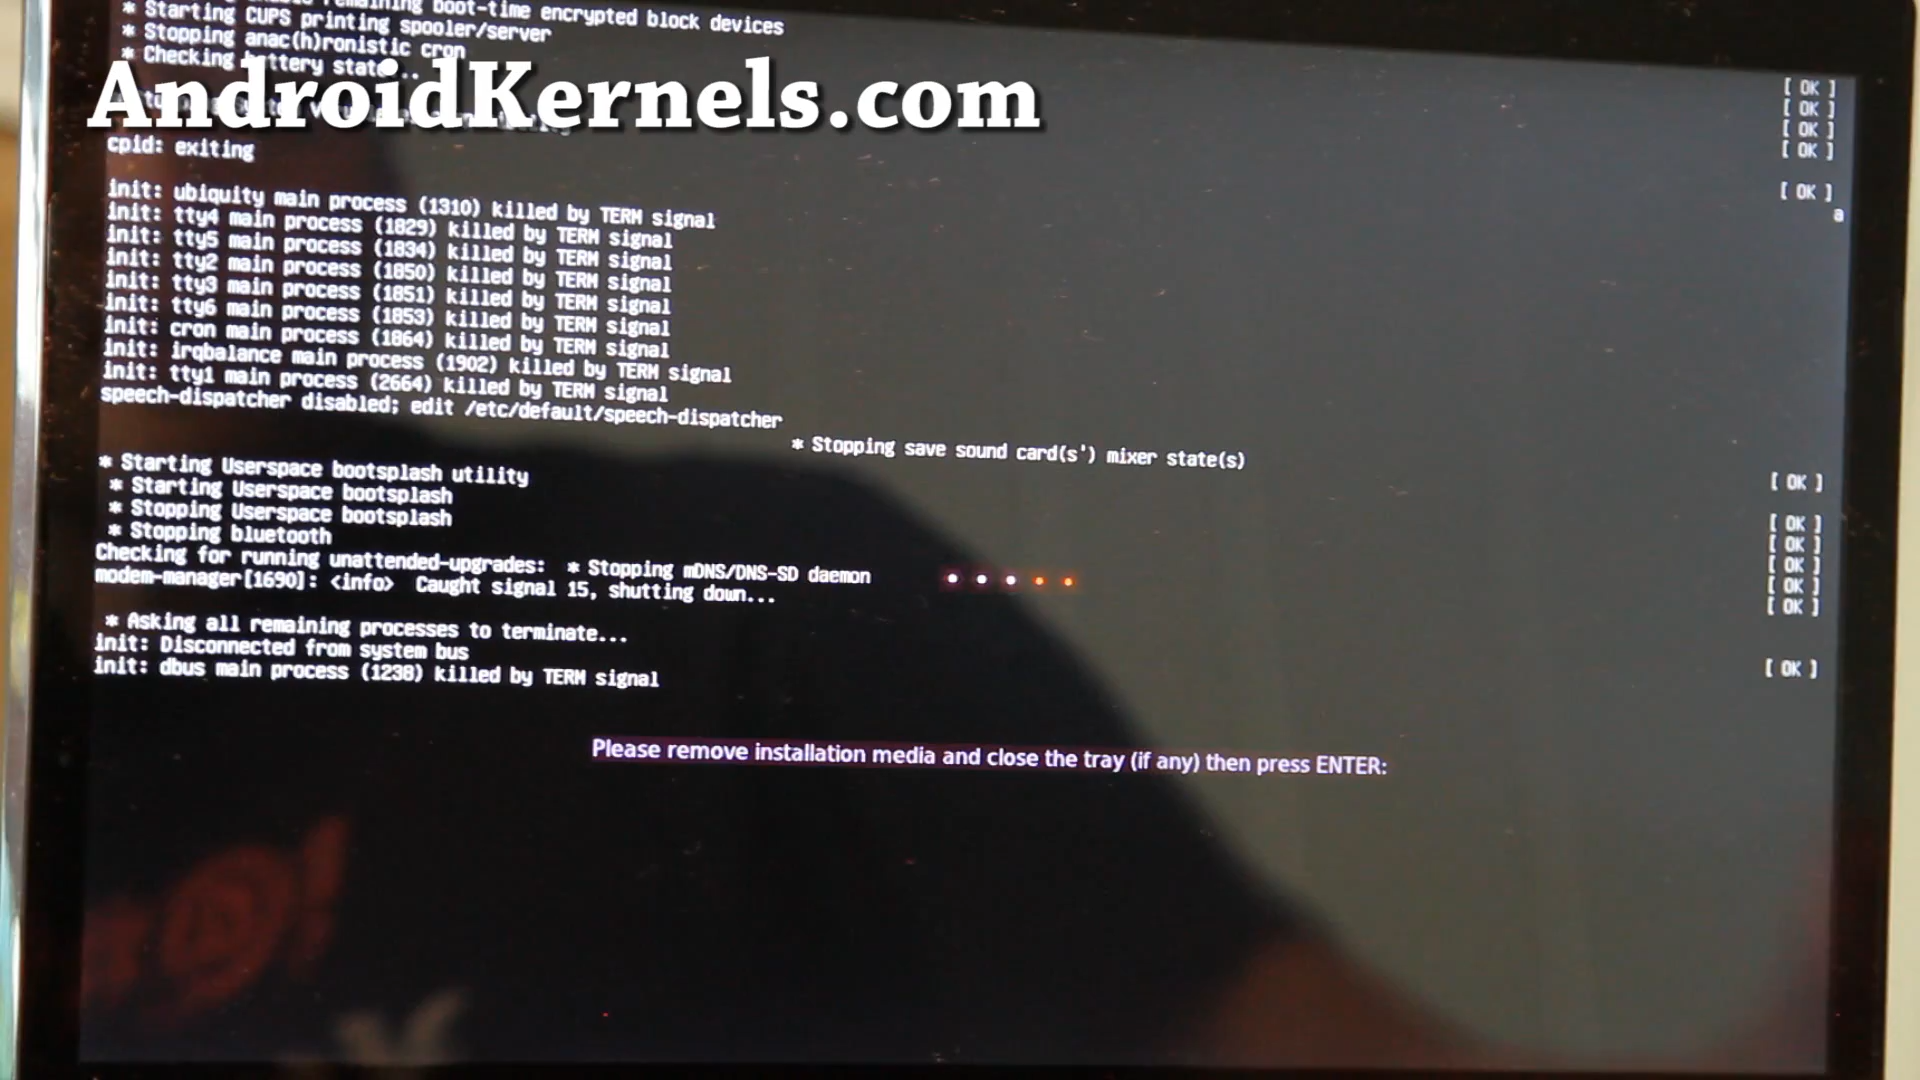 remaining boot-time encrypted block devices
* Starting CUPS printing spooler/server
* Stopping anac(h)ronistic cron
* Checking battery state...
[ OK ]
[ OK ]
[ OK ]
[ OK ]
AndroidKernels.com
cpid: exiting
[ OK ]
a
init: ubiquity main process (1310) killed by TERM signal
init: tty4 main process (1829) killed by TERM signal
init: tty5 main process (1834) killed by TERM signal
init: tty2 main process (1850) killed by TERM signal
init: tty3 main process (1851) killed by TERM signal
init: tty6 main process (1853) killed by TERM signal
init: cron main process (1864) killed by TERM signal
init: irqbalance main process (1902) killed by TERM signal
init: tty1 main process (2664) killed by TERM signal
speech-dispatcher disabled; edit /etc/default/speech-dispatcher
* Stopping save sound card(s') mixer state(s)
* Starting Userspace bootsplash utility
[ OK ]
* Starting Userspace bootsplash
[ OK ]
* Stopping Userspace bootsplash
[ OK ]
* Stopping bluetooth
[ OK ]
Checking for running unattended-upgrades: * Stopping mDNS/DNS-SD daemon
[ OK ]
modem-manager[1690]: <info> Caught signal 15, shutting down...
[ OK ]
* Asking all remaining processes to terminate...
init: Disconnected from system bus
init: dbus main process (1238) killed by TERM signal
[ OK ]
Please remove installation media and close the tray (if any) then press ENTER: